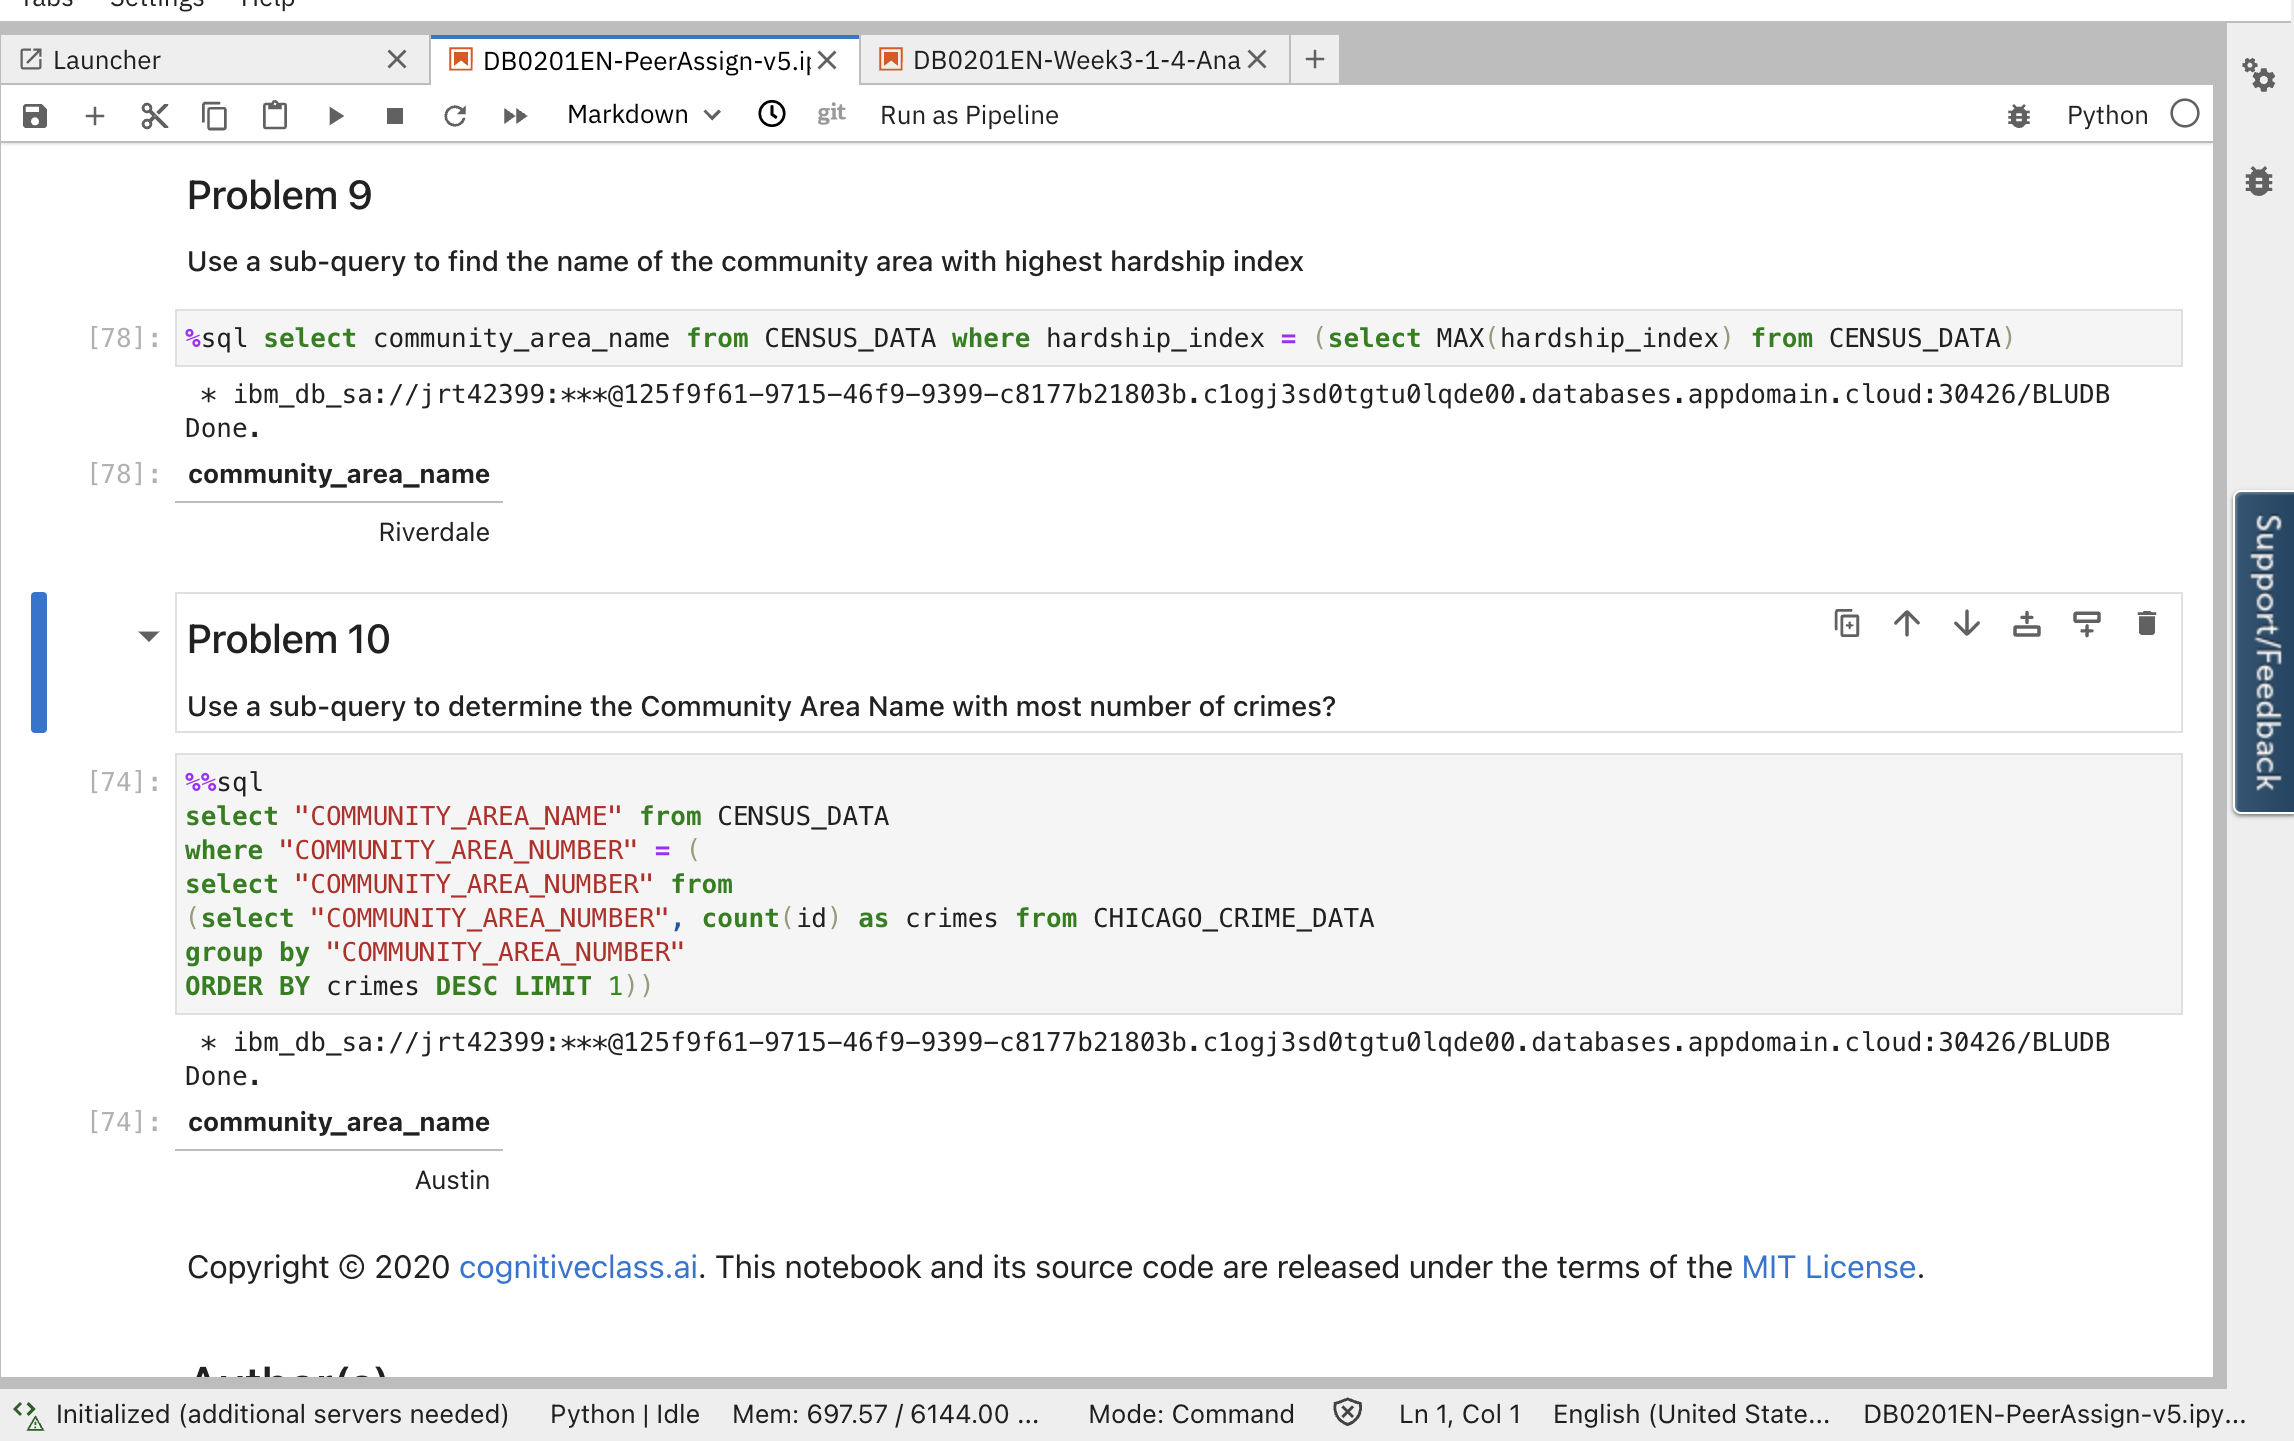 Tabs Settings Help
Launcher DB0201EN-PeerAssign-v5.i DB0201EN-Week3-1-4-Ana
Markdown git Run as Pipeline Python
Problem 9
Use a sub-query to find the name of the community area with highest hardship index
[78]: %sql select community_area_name from CENSUS_DATA where hardship_index = (select MAX(hardship_index) from CENSUS_DATA)
* ibm_db_sa://jrt42399:***@125f9f61-9715-46f9-9399-c8177b21803b.c1ogj3sd0tgtu0lqde00.databases.appdomain.cloud:30426/BLUDB
Done.
[78]: community_area_name
Riverdale
Problem 10
Use a sub-query to determine the Community Area Name with most number of crimes?
[74]: %%sql
select "COMMUNITY_AREA_NAME" from CENSUS_DATA
where "COMMUNITY_AREA_NUMBER" = (
select "COMMUNITY_AREA_NUMBER" from
(select "COMMUNITY_AREA_NUMBER", count(id) as crimes from CHICAGO_CRIME_DATA
group by "COMMUNITY_AREA_NUMBER"
ORDER BY crimes DESC LIMIT 1))
* ibm_db_sa://jrt42399:***@125f9f61-9715-46f9-9399-c8177b21803b.c1ogj3sd0tgtu0lqde00.databases.appdomain.cloud:30426/BLUDB
Done.
[74]: community_area_name
Austin
Copyright © 2020 cognitiveclass.ai. This notebook and its source code are released under the terms of the MIT License.
Author(s)
Support/Feedback
Initialized (additional servers needed) Python | Idle Mem: 697.57 / 6144.00 ... Mode: Command Ln 1, Col 1 English (United State... DB0201EN-PeerAssign-v5.ipy...